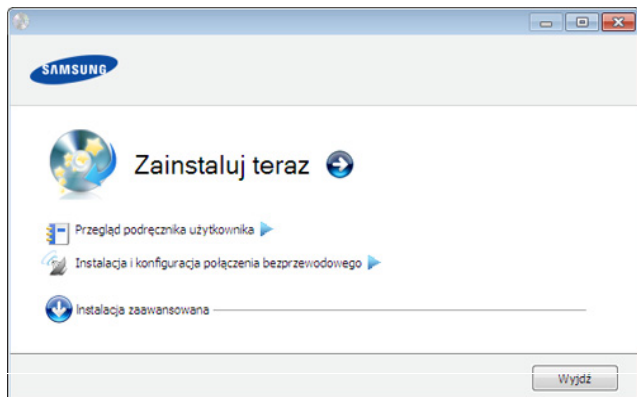 SAMSUNG
Zainstaluj teraz
Przegląd podręcznika użytkownika
Instalacja i konfiguracja połączenia bezprzewodowego
Instalacja zaawansowana
Wyjdź